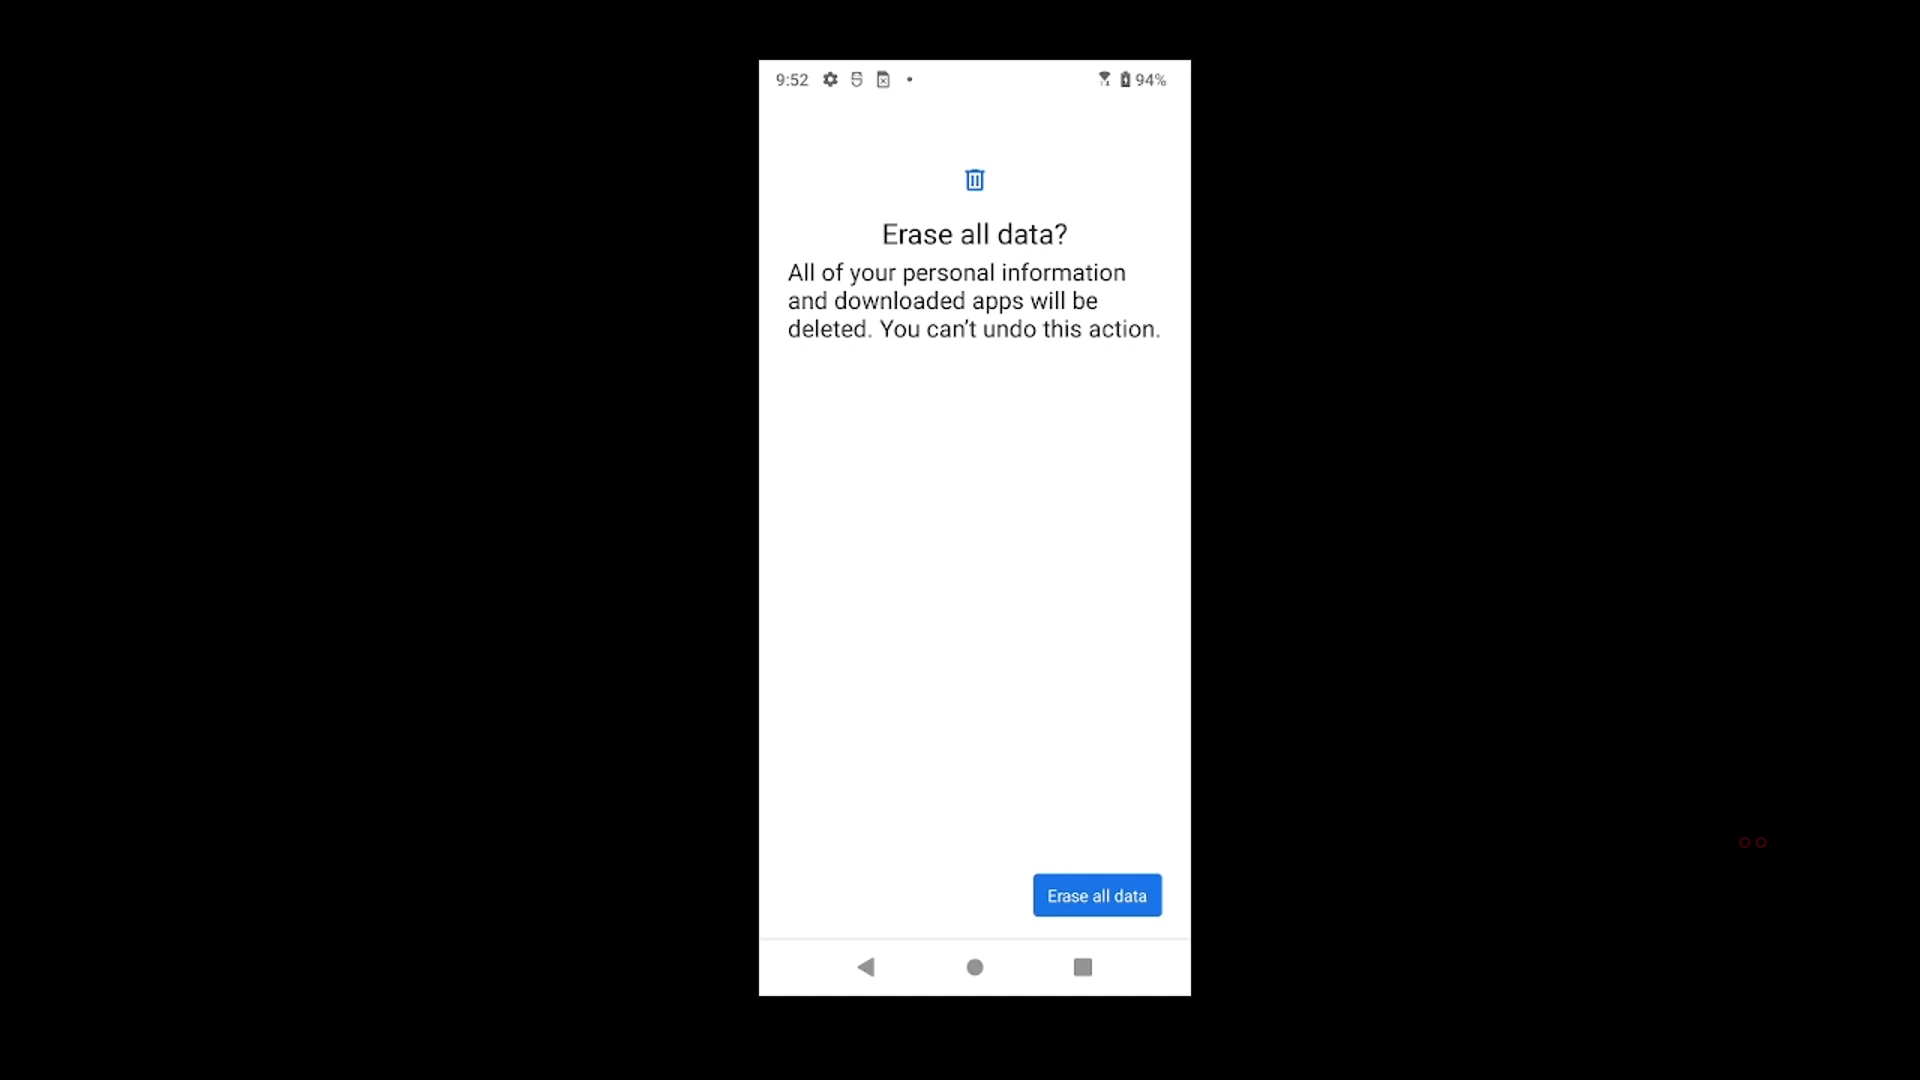 9:52 94%
Erase all data?
All of your personal information
and downloaded apps will be
deleted. You can't undo this action.
Erase all data